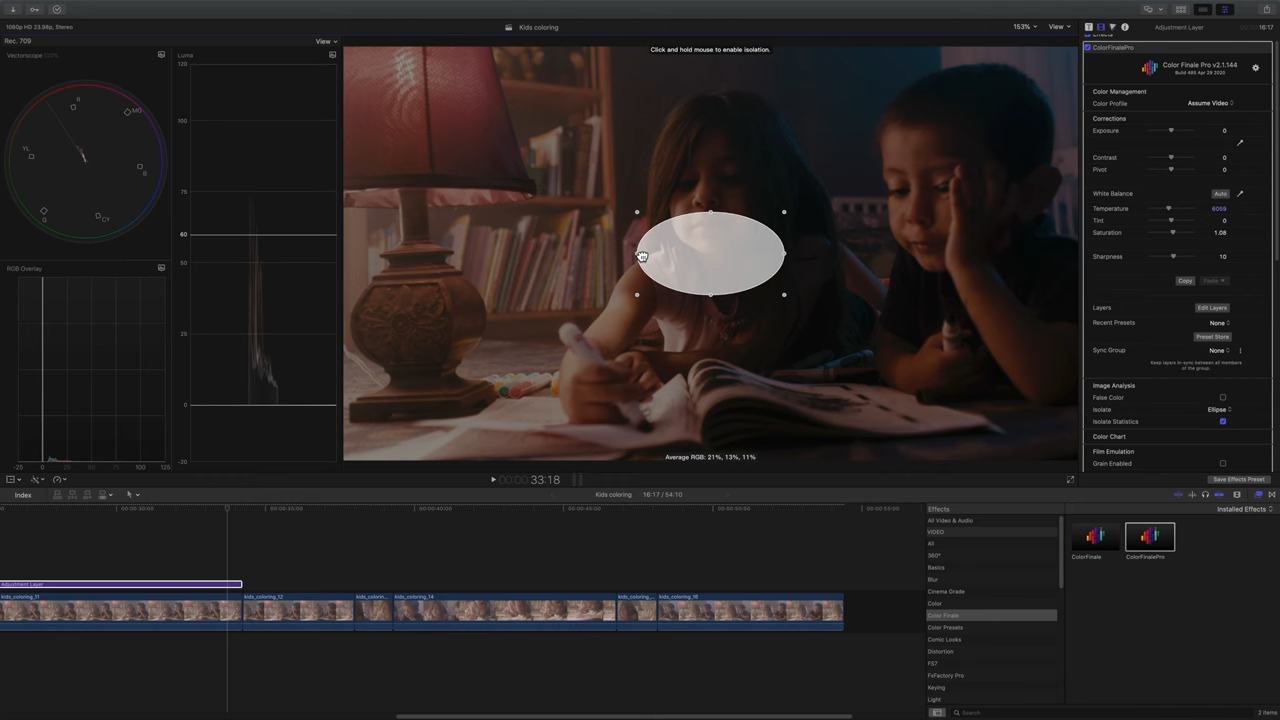 1080p HD 23.98p, Stereo
Kids coloring
153%
View
Adjustment Layer
16:17
Rec. 709
View
Effects
Vectorscope 100%
Luma
Click and hold mouse to enable isolation.
ColorFinalePro
Color Finale Pro v2.1.144
Build 485 Apr 29 2020
Color Management
Color Profile
Assume Video
Corrections
Exposure
0
Contrast
0
Pivot
0
White Balance
Auto
Temperature
6059
Tint
0
Saturation
1.08
Sharpness
10
Copy
Paste
Layers
Edit Layers
Recent Presets
None
Preset Store
Sync Group
None
Keep layers in-sync between all members
of the group.
Image Analysis
False Color
Isolate
Ellipse
Isolate Statistics
Color Chart
Film Emulation
Grain Enabled
Save Effects Preset
R
MG
B
CY
G
YL
120
100
75
60
50
25
0
-20
RGB Overlay
-25
0
25
50
75
100
125
Average RGB: 21%, 13%, 11%
33:18
Index
Kids coloring
16:17 / 54:10
Installed Effects
00:00:30:00
00:00:35:00
00:00:40:00
00:00:45:00
00:00:50:00
00:00:55:00
Adjustment Layer
kids_coloring_11
kids_coloring_12
kids_colorin...
kids_coloring_14
kids_coloring_...
kids_coloring_16
Effects
All Video & Audio
VIDEO
All
360°
Basics
Blur
Cinema Grade
Color
Color Finale
Color Presets
Comic Looks
Distortion
FS7
FxFactory Pro
Keying
Light
ColorFinale
ColorFinalePro
Search
2 items